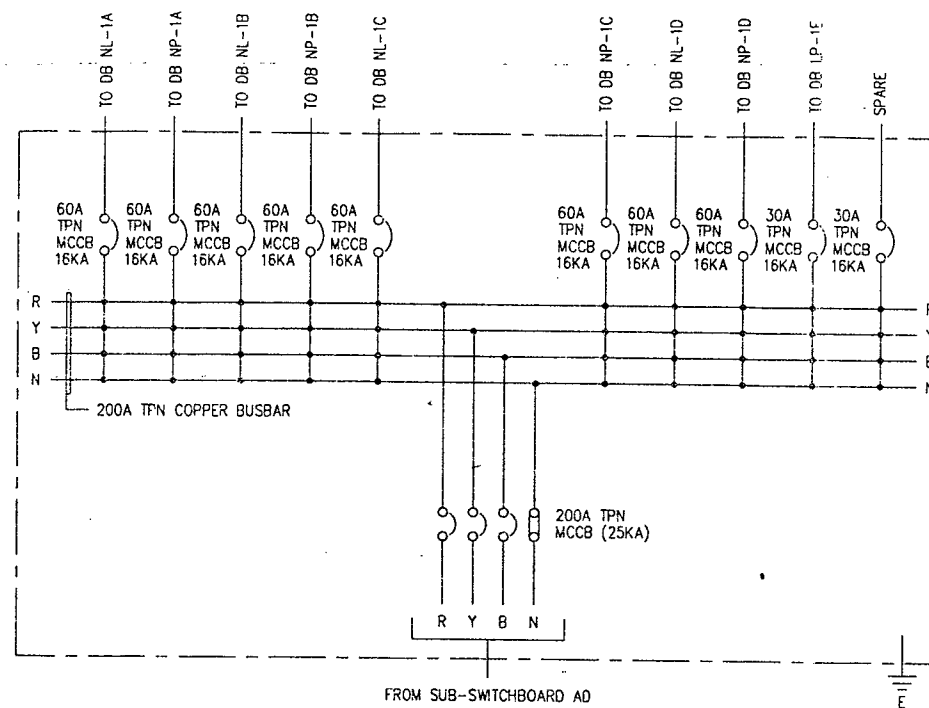 TO DB NL-1A
TO DB NP-1A
TO DB NL-1B
TO DB NP-1B
TO DB NL-1C
TO DB NP-1C
TO DB NL-1D
TO DB NP-1D
TO DB LP-1E
SPARE
60A
TPN
MCCB
16KA
60A
TPN
MCCB
16KA
60A
TPN
MCCB
16KA
60A
TPN
MCCB
16KA
60A
TPN
MCCB
16KA
60A
TPN
MCCB
16KA
60A
TPN
MCCB
16KA
60A
TPN
MCCB
16KA
30A
TPN
MCCB
16KA
30A
TPN
MCCB
16KA
R
Y
B
N
R
Y
B
N
200A TPN COPPER BUSBAR
200A TPN
MCCB (25KA)
R Y B N
FROM SUB-SWITCHBOARD AD
E